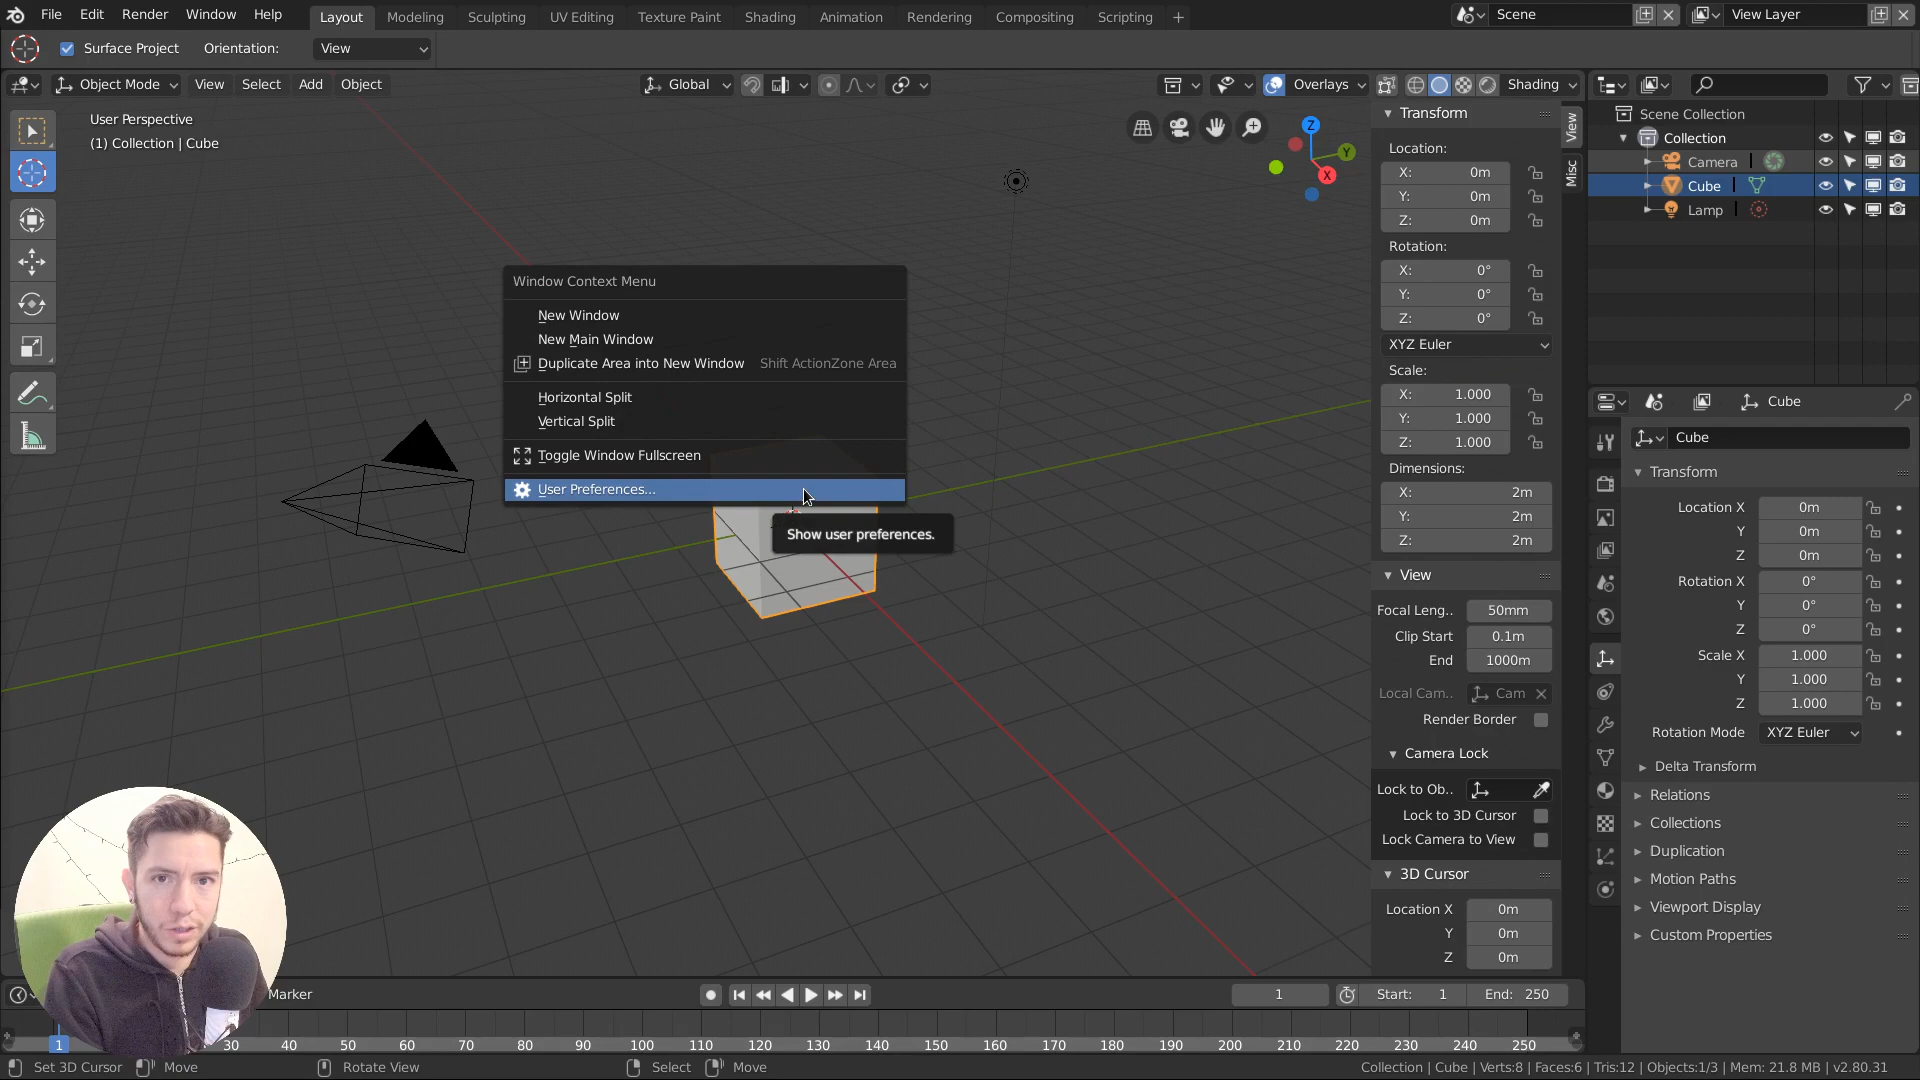 File Edit Render Window Help
Layout Modeling Sculpting UV Editing Texture Paint Shading Animation Rendering Compositing Scripting +
Scene
View Layer
Surface Project Orientation: View
Object Mode View Select Add Object
Global
Overlays
Shading
User Perspective
(1) Collection | Cube
Z
Y
X
Window Context Menu
New Window
New Main Window
Duplicate Area into New Window Shift ActionZone Area
Horizontal Split
Vertical Split
Toggle Window Fullscreen
User Preferences...
Show user preferences.
View
Misc
Transform
Location:
X: 0m
Y: 0m
Z: 0m
Rotation:
X: 0°
Y: 0°
Z: 0°
XYZ Euler
Scale:
X: 1.000
Y: 1.000
Z: 1.000
Dimensions:
X: 2m
Y: 2m
Z: 2m
View
Focal Leng.. 50mm
Clip Start 0.1m
End 1000m
Local Cam.. Cam
Render Border
Camera Lock
Lock to Ob..
Lock to 3D Cursor
Lock Camera to View
3D Cursor
Location X 0m
Y 0m
Z 0m
Scene Collection
Collection
Camera
Cube
Lamp
Cube
Cube
Transform
Location X 0m
Y 0m
Z 0m
Rotation X 0°
Y 0°
Z 0°
Scale X 1.000
Y 1.000
Z 1.000
Rotation Mode XYZ Euler
Delta Transform
Relations
Collections
Duplication
Motion Paths
Viewport Display
Custom Properties
Marker
1
Start: 1 End: 250
1 30 40 50 60 70 80 90 100 110 120 130 140 150 160 170 180 190 200 210 220 230 240 250
Set 3D Cursor Move Rotate View Select Move
Collection | Cube | Verts:8 | Faces:6 | Tris:12 | Objects:1/3 | Mem: 21.8 MB | v2.80.31